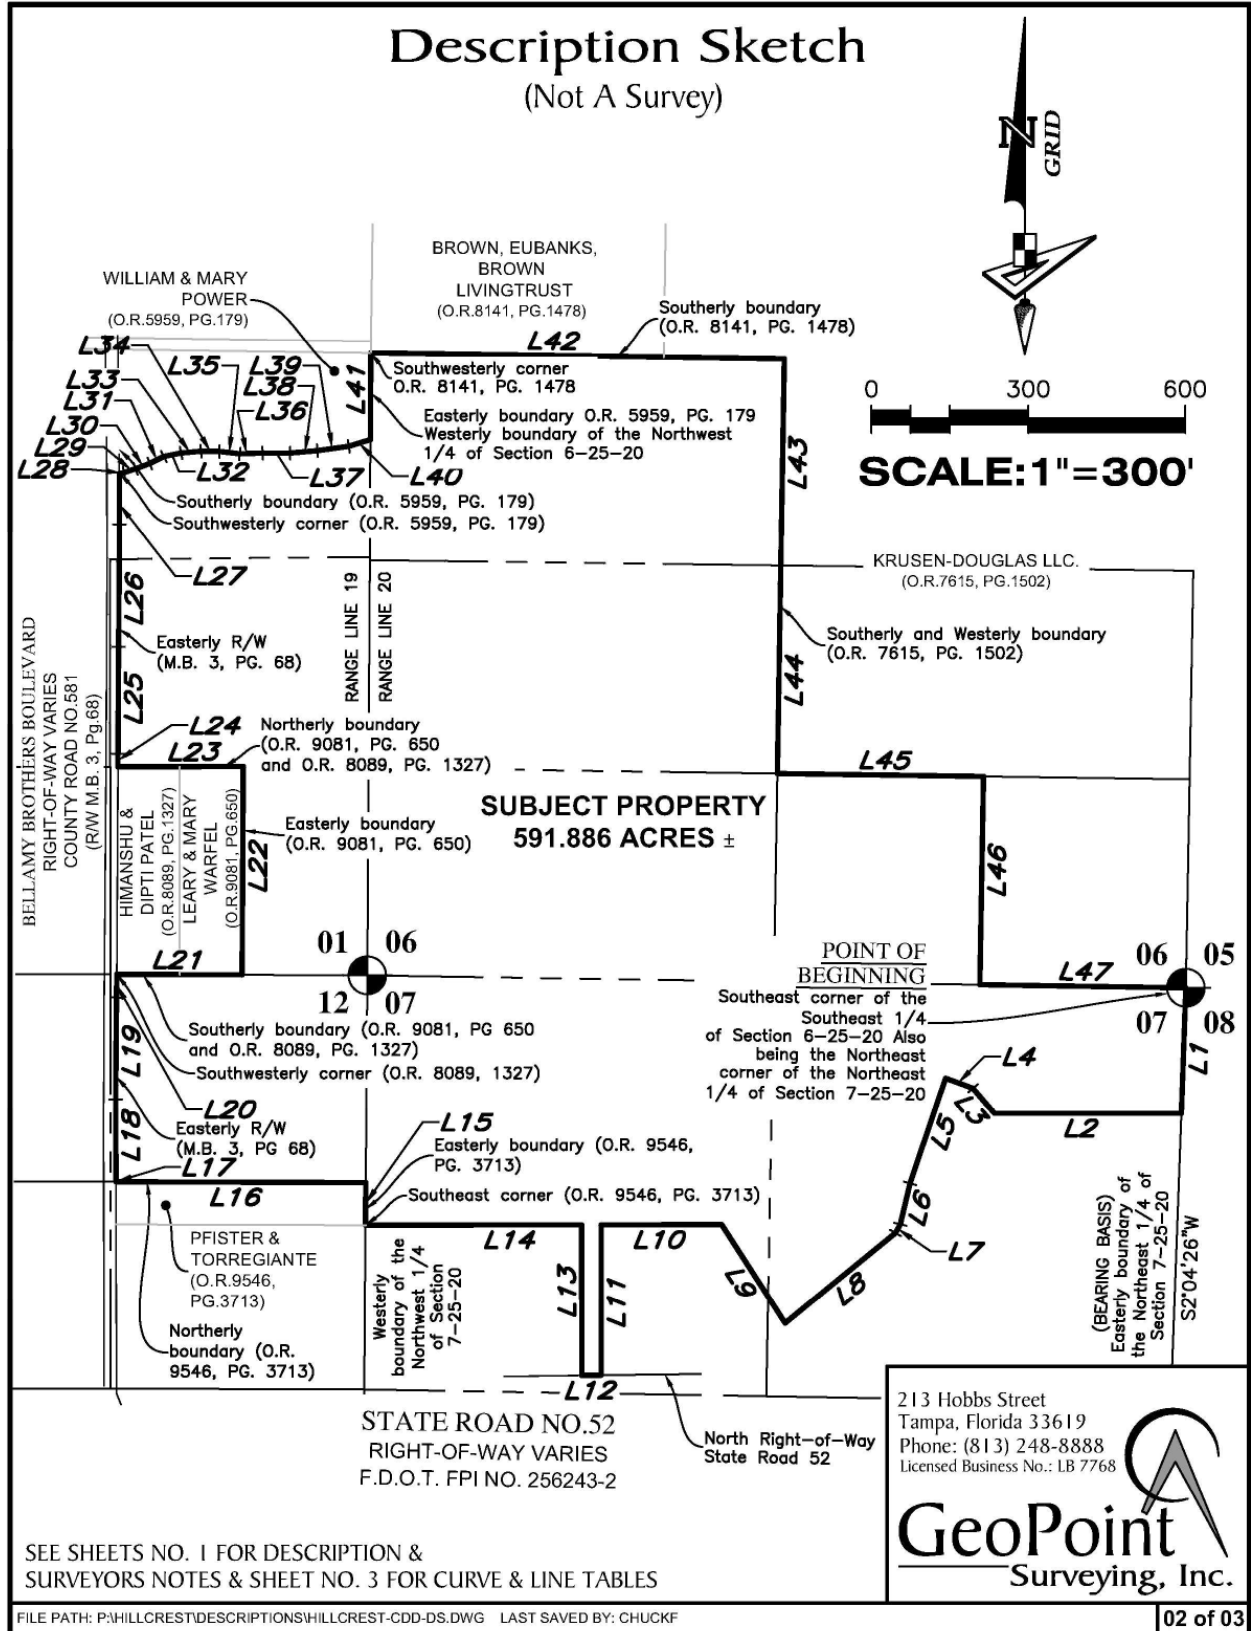 Description Sketch
(Not A Survey)
N
GRID
BROWN, EUBANKS,
BROWN
LIVINGTRUST
(O.R.8141, PG.1478)
WILLIAM & MARY
POWER
(O.R.5959, PG.179)
Southerly boundary
(O.R. 8141, PG. 1478)
L42
L34
L33
L31
L30
L29
L28
L35
L39
L38
L36
L41
L32
L37
L40
Southwesterly corner
O.R. 8141, PG. 1478
Easterly boundary O.R. 5959, PG. 179
Westerly boundary of the Northwest
1/4 of Section 6-25-20
0 300 600
SCALE:1"=300'
L43
Southerly boundary (O.R. 5959, PG. 179)
Southwesterly corner (O.R. 5959, PG. 179)
L27
L26
KRUSEN-DOUGLAS LLC.
(O.R.7615, PG.1502)
RANGE LINE 19
RANGE LINE 20
Easterly R/W
(M.B. 3, PG. 68)
Southerly and Westerly boundary
(O.R. 7615, PG. 1502)
L44
L25
BELLAMY BROTHERS BOULEVARD
RIGHT-OF-WAY VARIES
COUNTY ROAD NO.581
(R/W M.B. 3, Pg.68)
L24
L23
Northerly boundary
(O.R. 9081, PG. 650
and O.R. 8089, PG. 1327)
L45
SUBJECT PROPERTY
591.886 ACRES ±
HIMANSHU &
DIPTI PATEL
(O.R.8089, PG.1327)
LEARY & MARY
WARFEL
(O.R.9081, PG.650)
Easterly boundary
(O.R. 9081, PG. 650)
L22
L46
L21
01 06
12 07
POINT OF
BEGINNING
Southeast corner of the
Southeast 1/4
of Section 6-25-20 Also
being the Northeast
corner of the Northeast
1/4 of Section 7-25-20
L47
06 05
07 08
L1
Southerly boundary (O.R. 9081, PG 650
and O.R. 8089, PG. 1327)
Southwesterly corner (O.R. 8089, 1327)
L19
L20
L18
Easterly R/W
(M.B. 3, PG 68)
L17
L16
L15
Easterly boundary (O.R. 9546,
PG. 3713)
Southeast corner (O.R. 9546, PG. 3713)
L4
L3
L2
L5
L6
L7
L8
L9
L10
L11
L13
L14
L12
(BEARING BASIS)
Easterly boundary of
the Northeast 1/4 of
Section 7-25-20
S2°04'26"W
PFISTER &
TORREGIANTE
(O.R.9546,
PG.3713)
Northerly
boundary (O.R.
9546, PG. 3713)
Westerly
boundary of the
Northwest 1/4
of Section
7-25-20
STATE ROAD NO.52
RIGHT-OF-WAY VARIES
F.D.O.T. FPI NO. 256243-2
North Right-of-Way
State Road 52
213 Hobbs Street
Tampa, Florida 33619
Phone: (813) 248-8888
Licensed Business No.: LB 7768
GeoPoint
Surveying, Inc.
SEE SHEETS NO. 1 FOR DESCRIPTION &
SURVEYORS NOTES & SHEET NO. 3 FOR CURVE & LINE TABLES
FILE PATH: P:\HILLCREST\DESCRIPTIONS\HILLCREST-CDD-DS.DWG LAST SAVED BY: CHUCKF
02 of 03